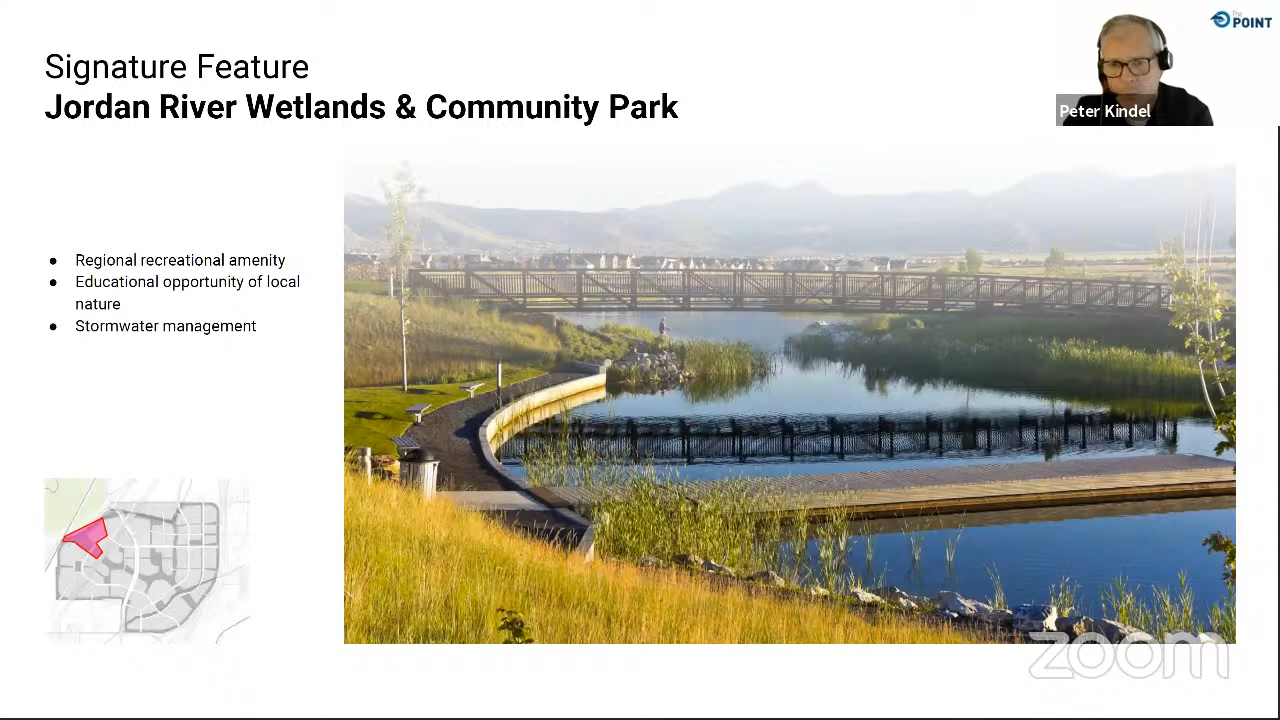 The
POINT
Signature Feature
Jordan River Wetlands & Community Park
Peter Kindel
● Regional recreational amenity
● Educational opportunity of local
nature
● Stormwater management
zoom